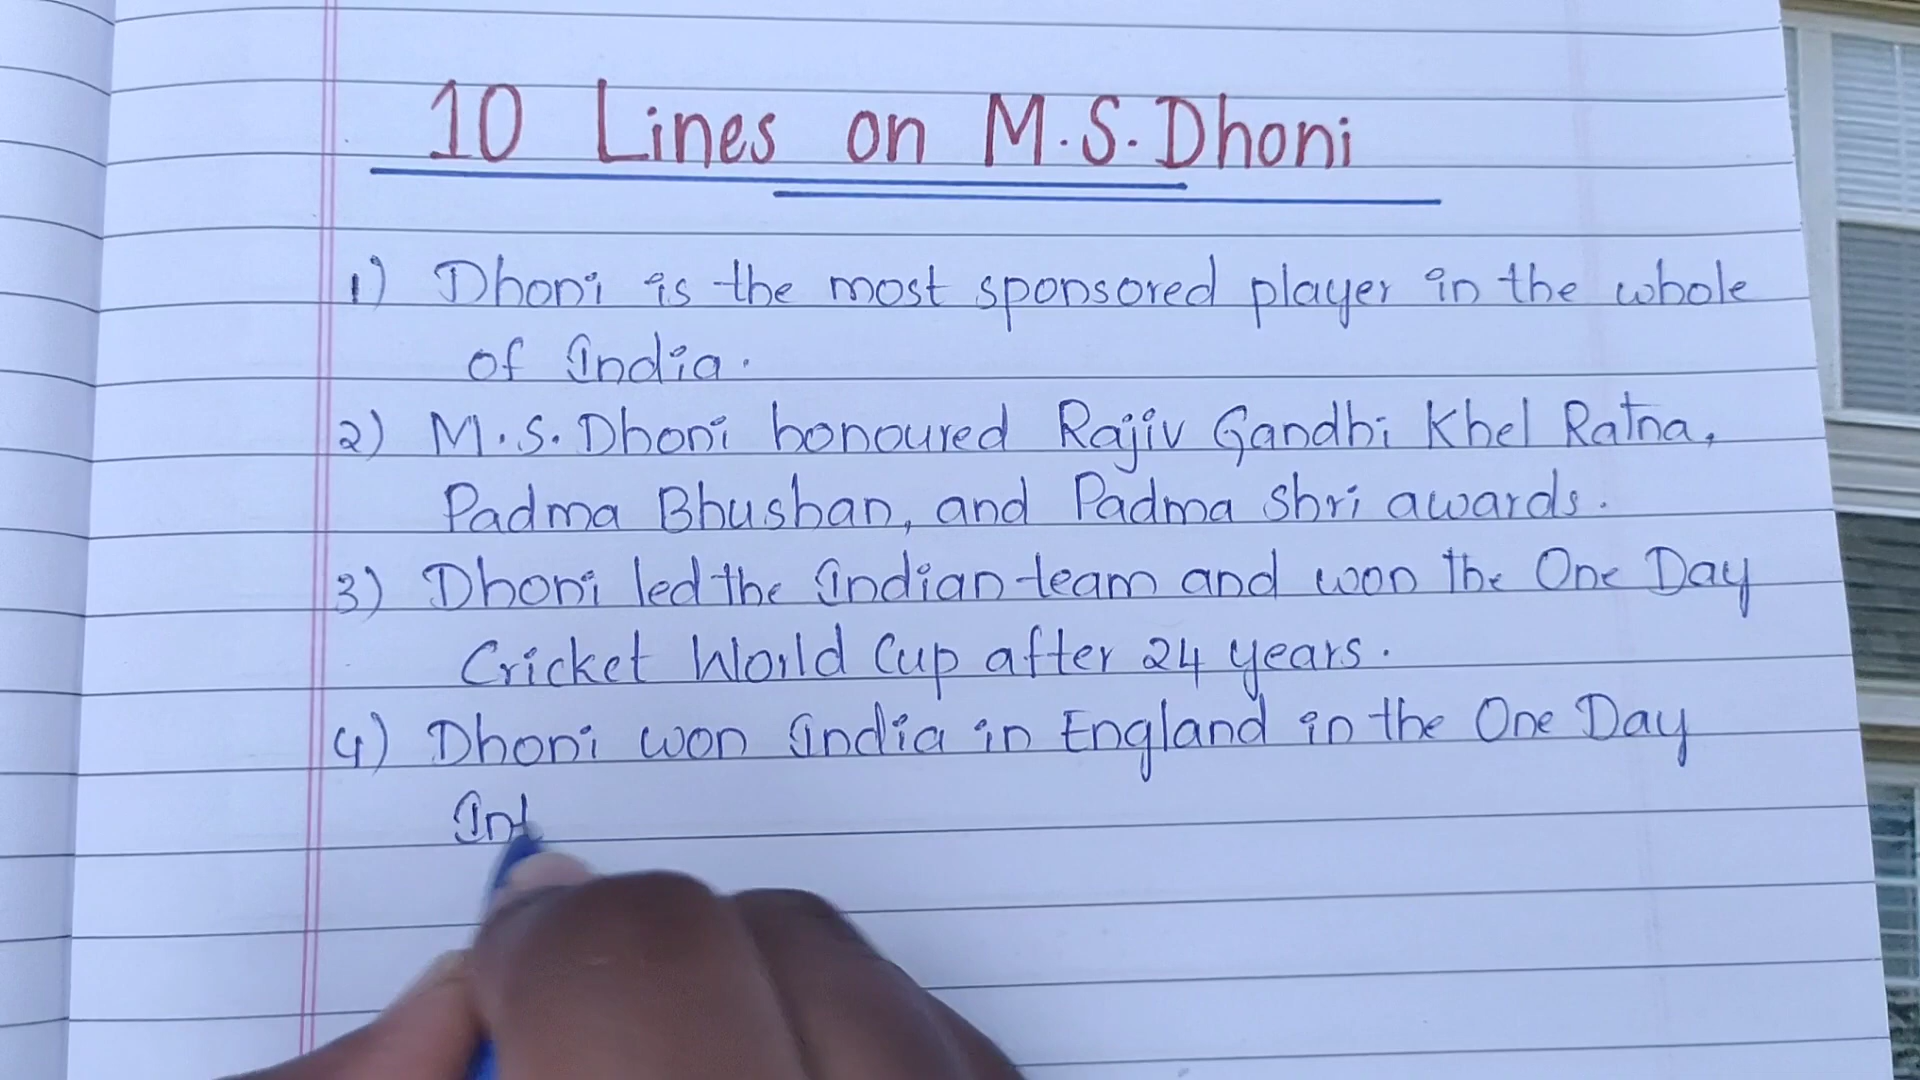 10 Lines on M.S.Dhoni
1) Dhoni is the most sponsored player in the whole
of India.
2) M.S.Dhoni honoured Rajiv Gandhi Khel Ratna,
Padma Bhushan, and Padma Shri awards.
3) Dhoni led the Indian team and won the One Day
Cricket World Cup after 24 years.
4) Dhoni won India in England in the One Day
Int